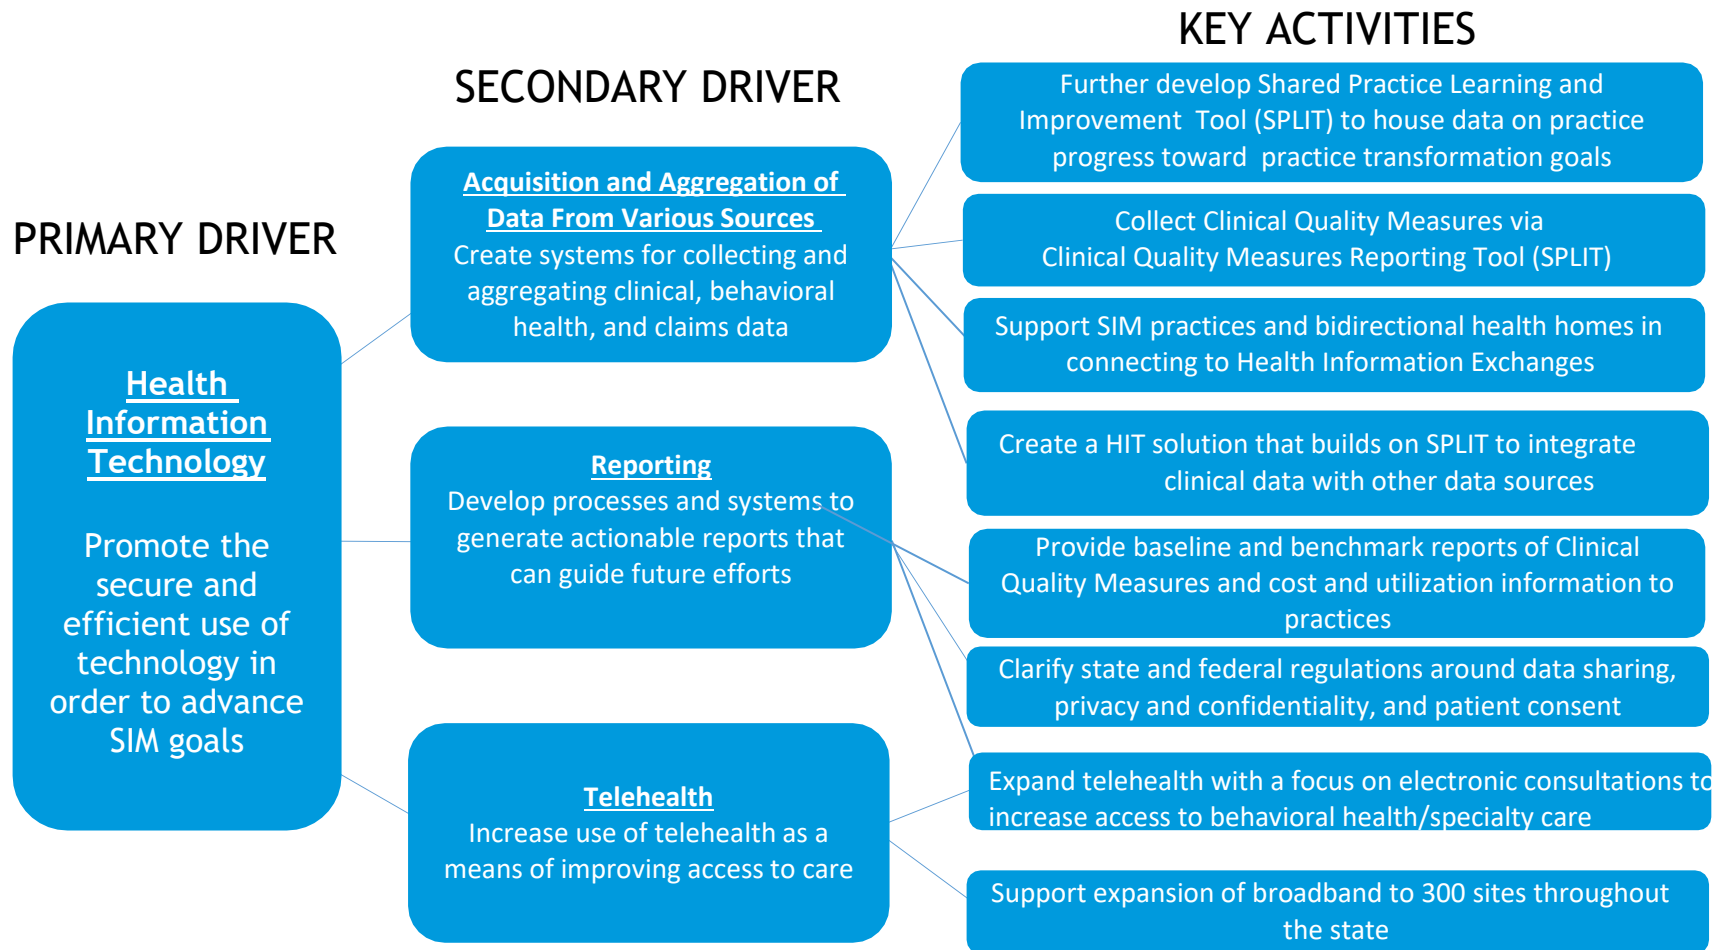 PRIMARY DRIVER
Health
Information
Technology
Promote the
secure and
efficient use of
technology in
order to advance
SIM goals
SECONDARY DRIVER
Acquisition and Aggregation of
Data From Various Sources
Create systems for collecting and
aggregating clinical, behavioral
health, and claims data
Reporting
Develop processes and systems to
generate actionable reports that
can guide future efforts
Telehealth
Increase use of telehealth as a
means of improving access to care
KEY ACTIVITIES
Further develop Shared Practice Learning and
Improvement Tool (SPLIT) to house data on practice
progress toward practice transformation goals
Collect Clinical Quality Measures via
Clinical Quality Measures Reporting Tool (SPLIT)
Support SIM practices and bidirectional health homes in
connecting to Health Information Exchanges
Create a HIT solution that builds on SPLIT to integrate
clinical data with other data sources
Provide baseline and benchmark reports of Clinical
Quality Measures and cost and utilization information to
practices
Clarify state and federal regulations around data sharing,
privacy and confidentiality, and patient consent
Expand telehealth with a focus on electronic consultations to
increase access to behavioral health/specialty care
Support expansion of broadband to 300 sites throughout
the state